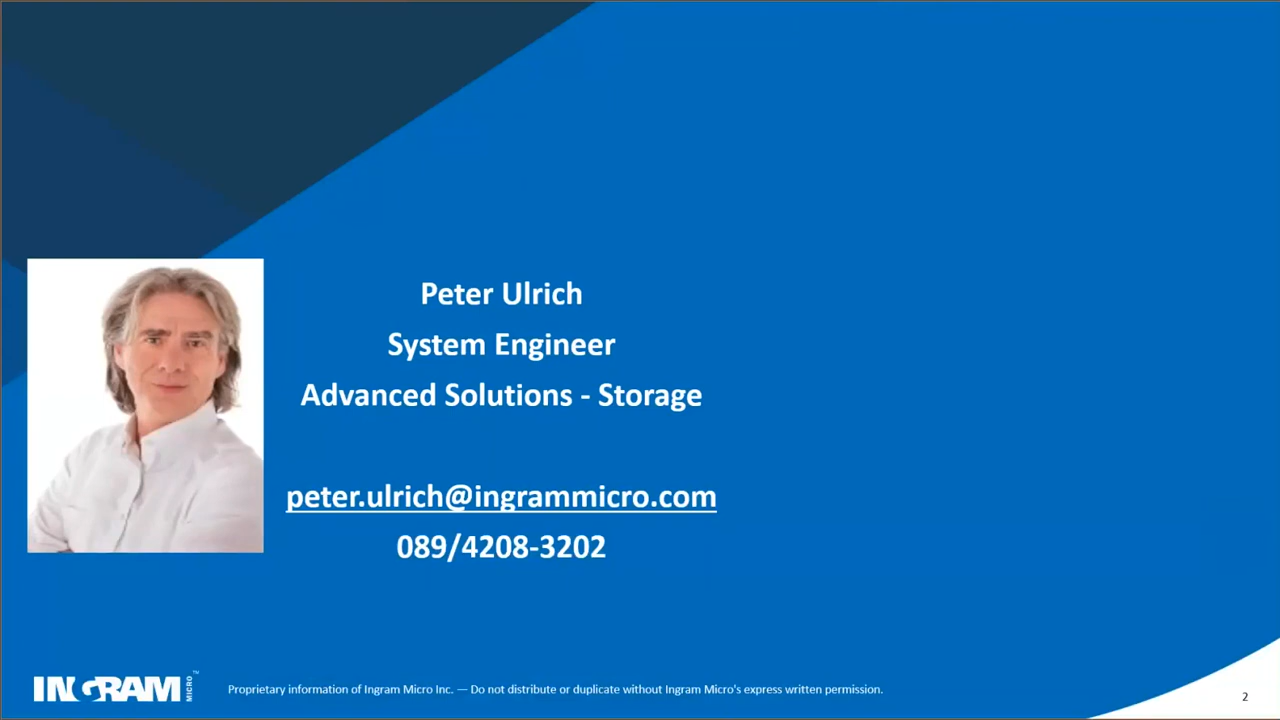 Peter Ulrich
System Engineer
Advanced Solutions - Storage
peter.ulrich@ingrammicro.com
089/4208-3202
INGRAM MICRO™
Proprietary information of Ingram Micro Inc. — Do not distribute or duplicate without Ingram Micro's express written permission.
2